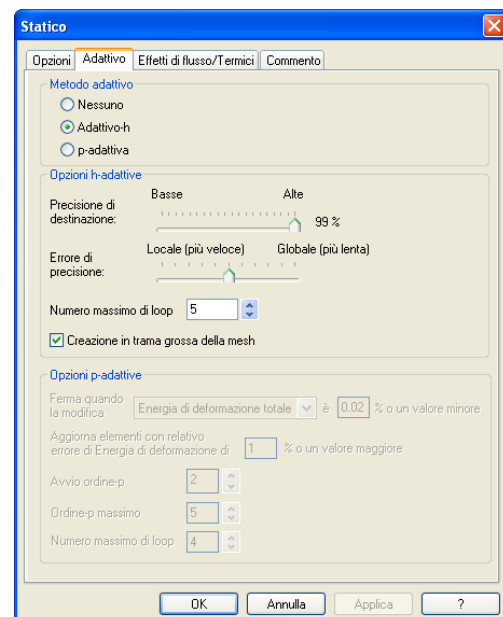 Statico
Opzioni Adattivo Effetti di flusso/Termici Commento
Metodo adattivo
Nessuno
Adattivo-h
p-adattiva
Opzioni h-adattive
Basse Alte
Precisione di destinazione: 99 %
Locale (più veloce) Globale (più lenta)
Errore di precisione:
Numero massimo di loop 5
Creazione in trama grossa della mesh
Opzioni p-adattive
Ferma quando la modifica Energia di deformazione totale è 0.02 % o un valore minore
Aggiorna elementi con relativo
errore di Energia di deformazione di 1 % o un valore maggiore
Avvio ordine-p 2
Ordine-p massimo 5
Numero massimo di loop 4
OK Annulla Applica ?